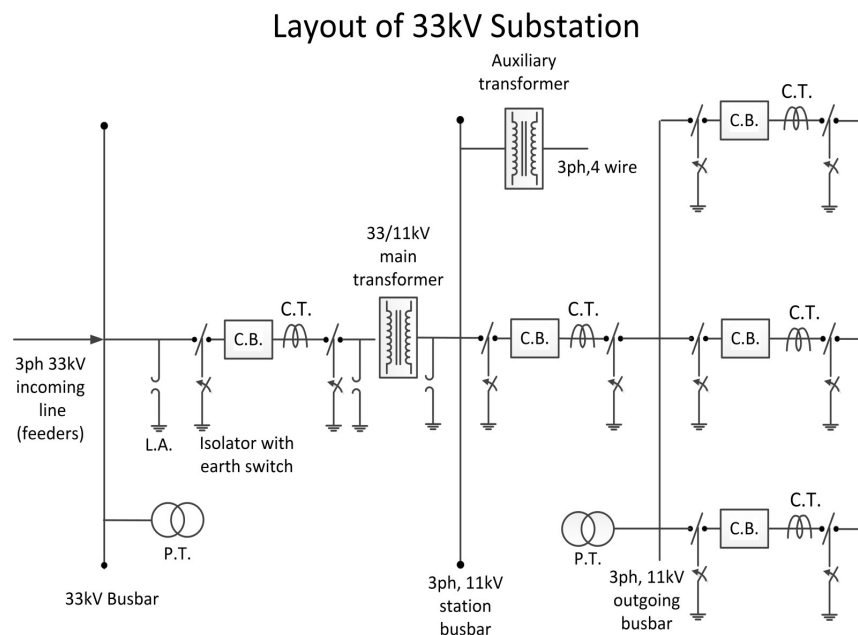 Layout of 33kV Substation
Auxiliary
transformer
C.T.
C.B.
3ph,4 wire
33/11kV
main
transformer
C.T.
C.B.
C.T.
C.B.
C.T.
C.B.
3ph 33kV
incoming
line
(feeders)
L.A.
Isolator with
earth switch
P.T.
33kV Busbar
3ph, 11kV
station
busbar
P.T.
3ph, 11kV
outgoing
busbar
C.T.
C.B.